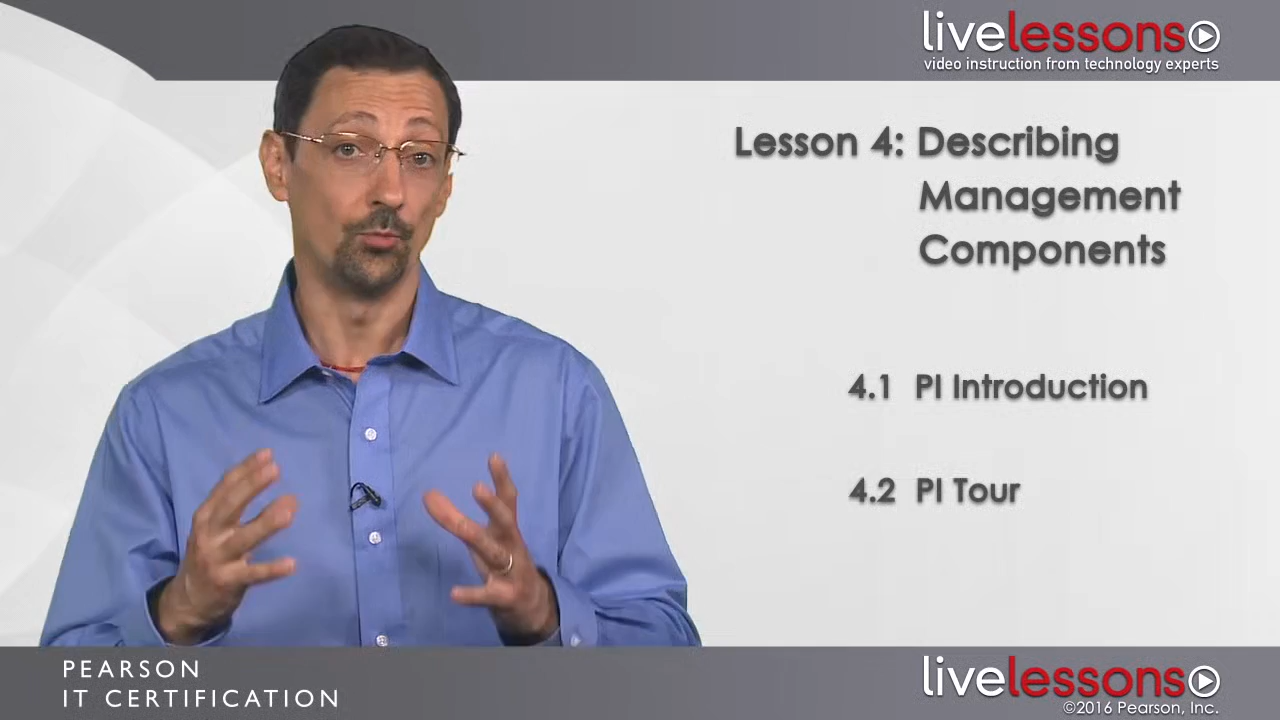 livelessons
video instruction from technology experts
Lesson 4: Describing
Management
Components
4.1 PI Introduction
4.2 PI Tour
PEARSON
IT CERTIFICATION
livelessons
©2016 Pearson, Inc.